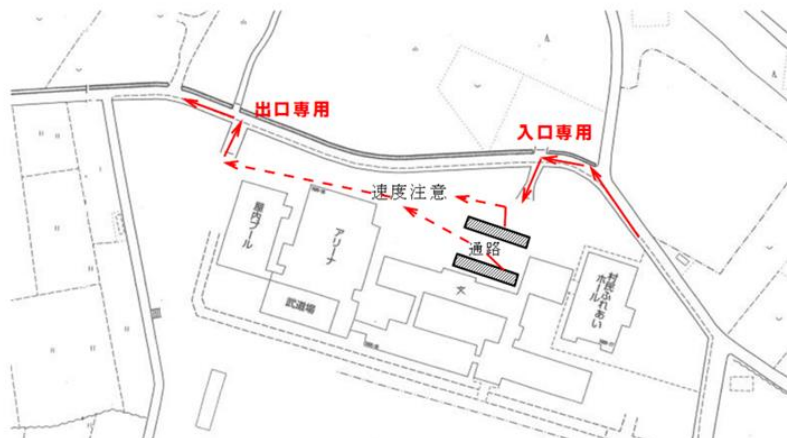 出口専用
入口専用
速度注意
通路
屋内プール
アリーナ
武道場
文
村民ふれあい
ホール